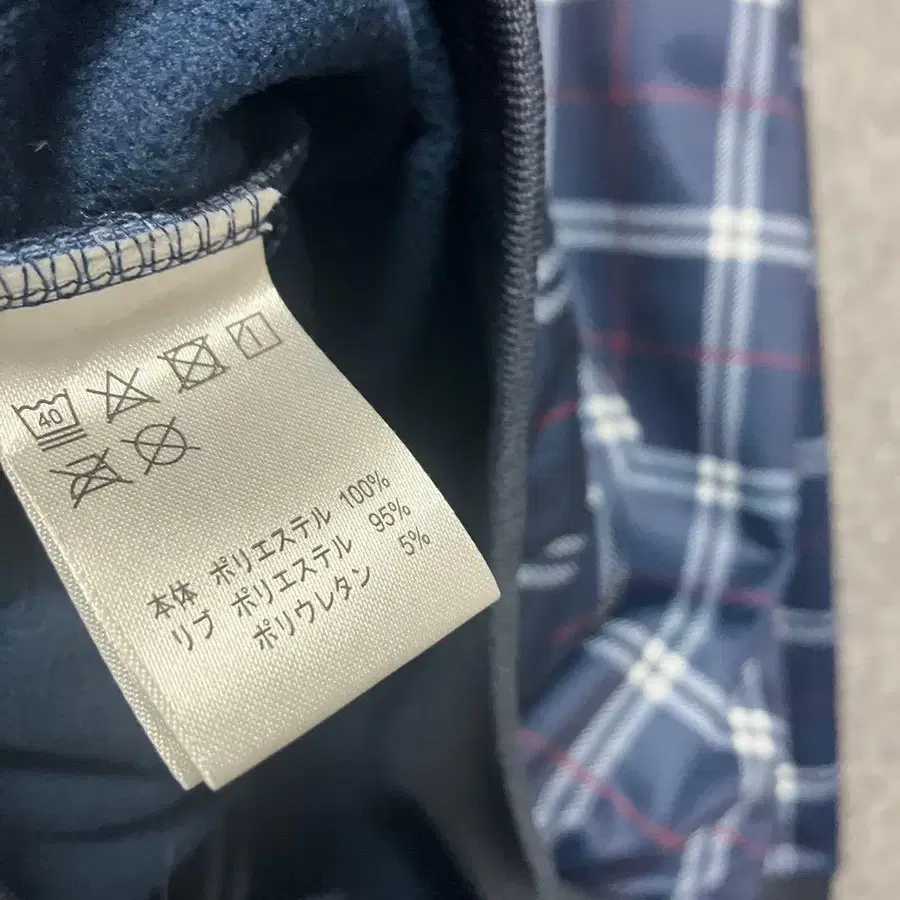 40
本体 ポリエステル 100%
リブ ポリエステル 95%
ポリウレタン 5%